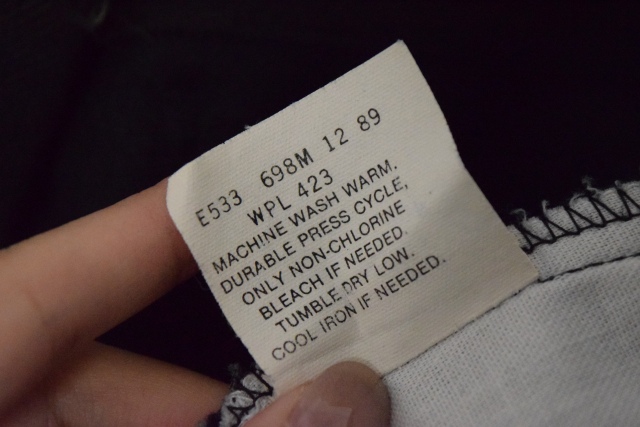 E533 698M 12 89
WPL 423
MACHINE WASH WARM.
DURABLE PRESS CYCLE,
ONLY NON-CHLORINE
BLEACH IF NEEDED.
TUMBLE DRY LOW.
COOL IRON IF NEEDED.